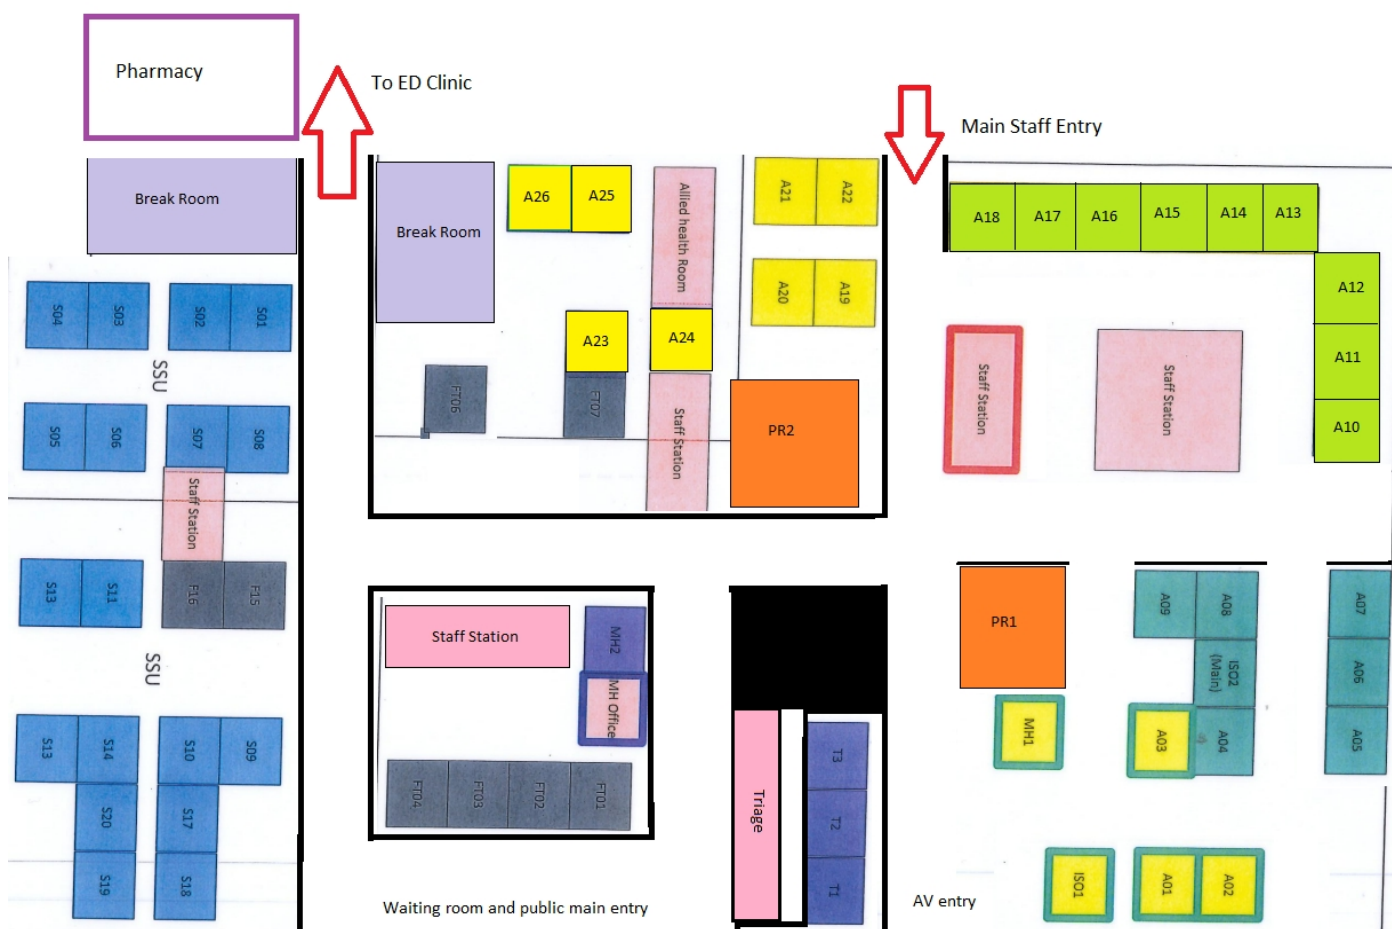 Pharmacy
To ED Clinic
Main Staff Entry
Break Room
Break Room
A26
A25
Allied health Room
A21
A22
A20
A19
A18
A17
A16
A15
A14
A13
A12
A11
A10
S04
S03
S02
S01
SSU
S05
S06
S07
S08
A23
A24
FT06
FT07
Staff Station
PR2
Staff Station
Staff Station
Staff Station
S13
S11
F16
F15
SSU
Staff Station
MH2
MH Office
PR1
A09
A08
A07
ISO2
(Main)
A06
MH1
A03
A04
A05
S13
S14
S10
S09
S20
S17
S19
S18
FT04
FT03
FT02
FT01
Triage
T3
T2
T1
ISO1
A01
A02
Waiting room and public main entry
AV entry